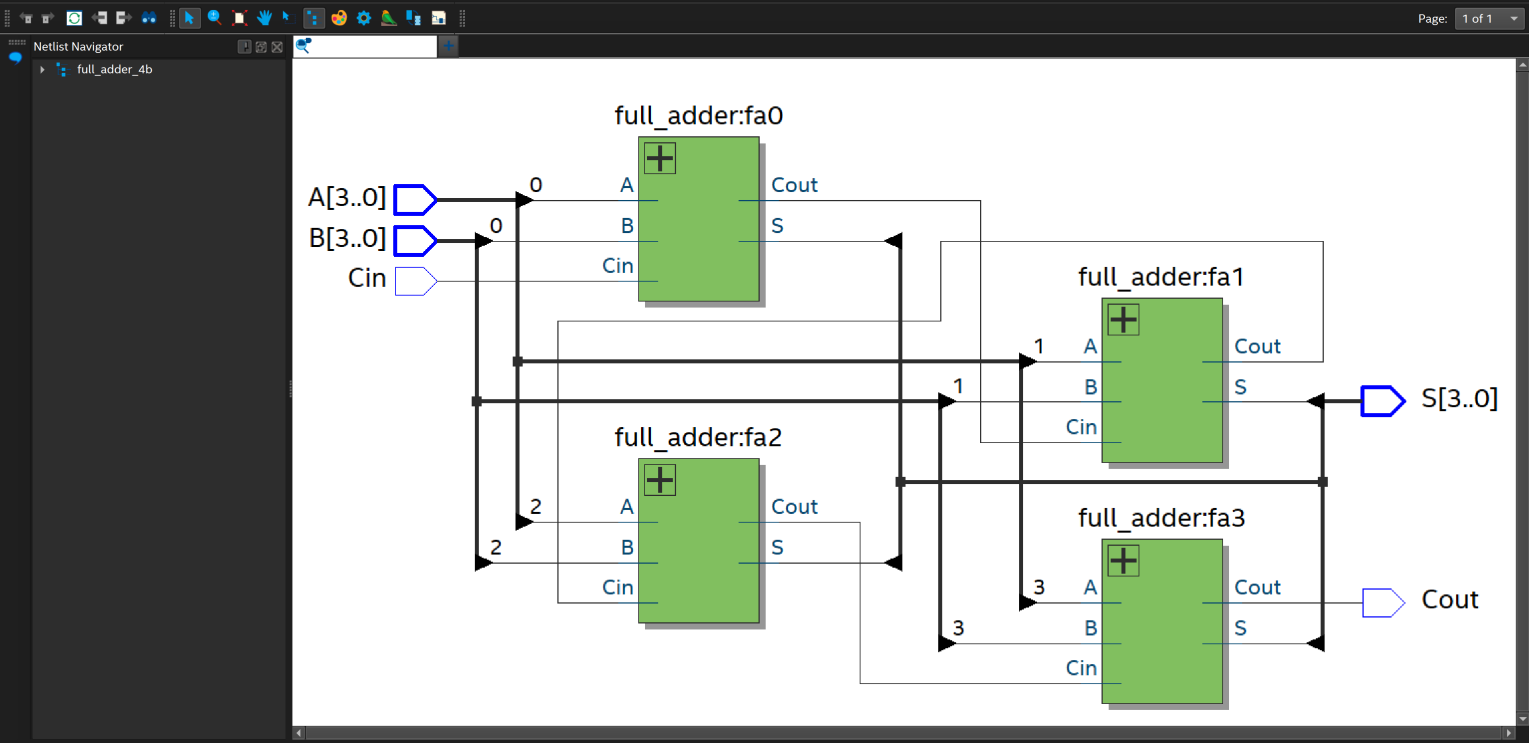 Page: 1 of 1
Netlist Navigator
full_adder_4b
full_adder:fa0
A[3..0] 0 A Cout
B[3..0] 0 B S
Cin Cin
full_adder:fa1
1 A Cout
1 B S S[3..0]
Cin
full_adder:fa2
2 A Cout
2 B S
Cin
full_adder:fa3
3 A Cout Cout
3 B S
Cin